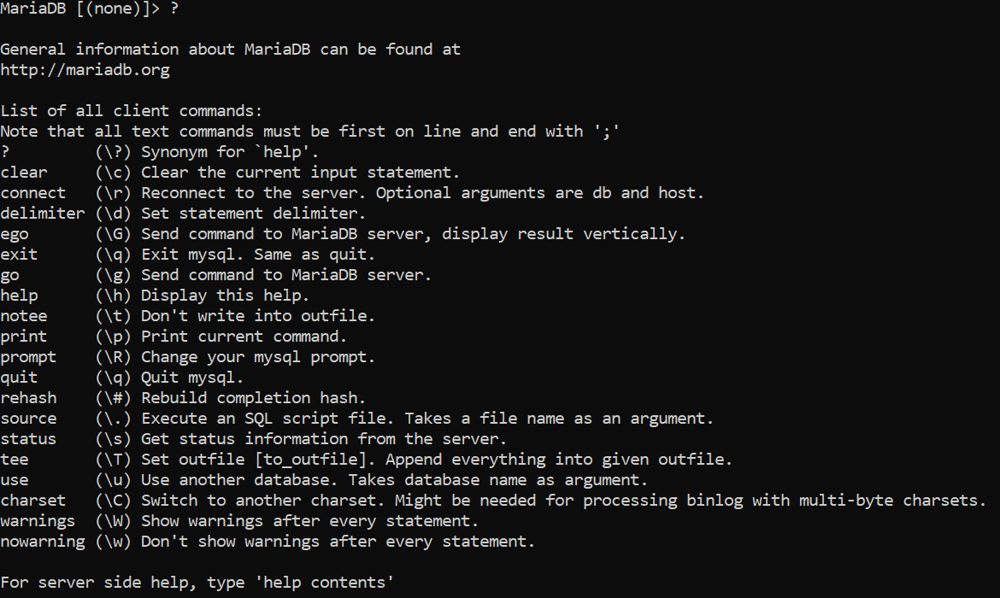 MariaDB [(none)]> ?
General information about MariaDB can be found at
http://mariadb.org
List of all client commands:
Note that all text commands must be first on line and end with ';'
?         (\?) Synonym for `help'.
clear     (\c) Clear the current input statement.
connect   (\r) Reconnect to the server. Optional arguments are db and host.
delimiter (\d) Set statement delimiter.
ego       (\G) Send command to MariaDB server, display result vertically.
exit      (\q) Exit mysql. Same as quit.
go        (\g) Send command to MariaDB server.
help      (\h) Display this help.
notee     (\t) Don't write into outfile.
print     (\p) Print current command.
prompt    (\R) Change your mysql prompt.
quit      (\q) Quit mysql.
rehash    (\#) Rebuild completion hash.
source    (\.) Execute an SQL script file. Takes a file name as an argument.
status    (\s) Get status information from the server.
tee       (\T) Set outfile [to_outfile]. Append everything into given outfile.
use       (\u) Use another database. Takes database name as argument.
charset   (\C) Switch to another charset. Might be needed for processing binlog with multi-byte charsets.
warnings  (\W) Show warnings after every statement.
nowarning (\w) Don't show warnings after every statement.
For server side help, type 'help contents'